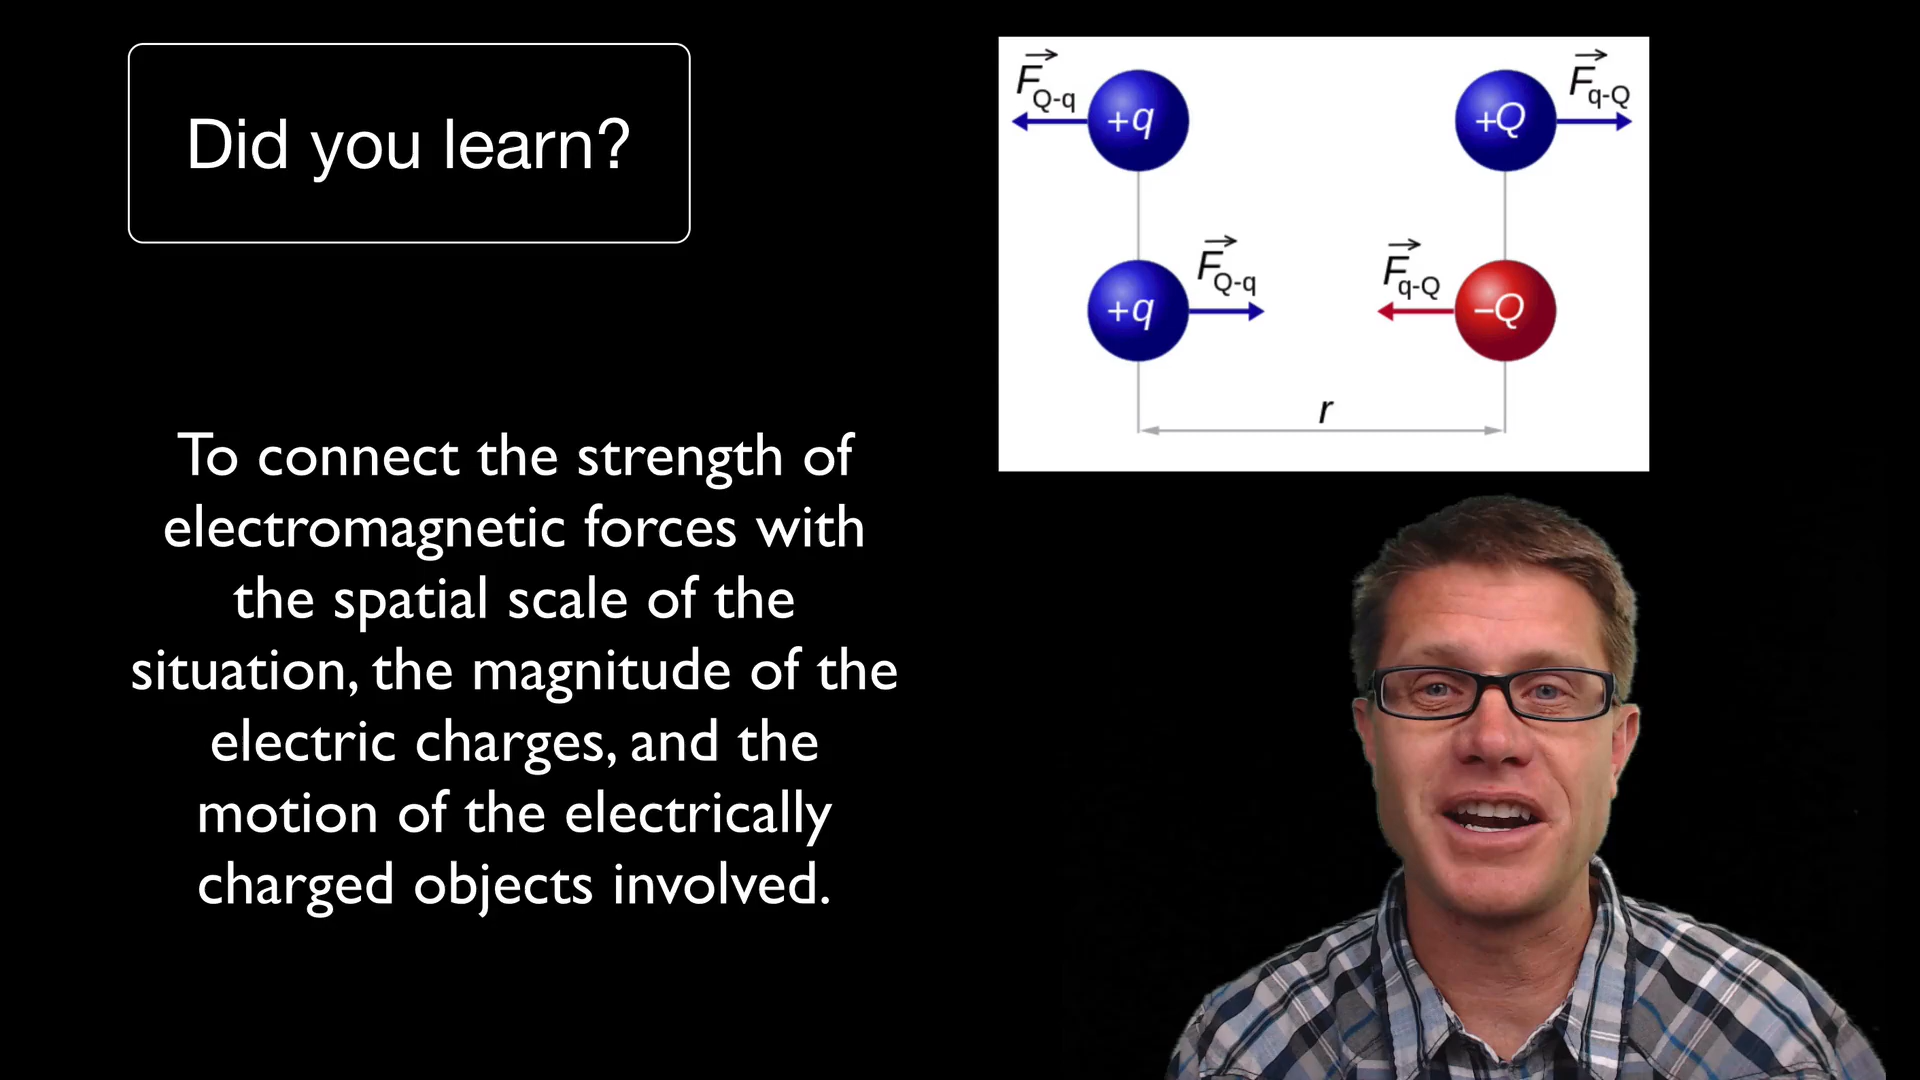 Did you learn?
To connect the strength of
electromagnetic forces with
the spatial scale of the
situation, the magnitude of the
electric charges, and the
motion of the electrically
charged objects involved.
F Q-q
+q
+Q
F q-Q
+q
F Q-q
F q-Q
–Q
r